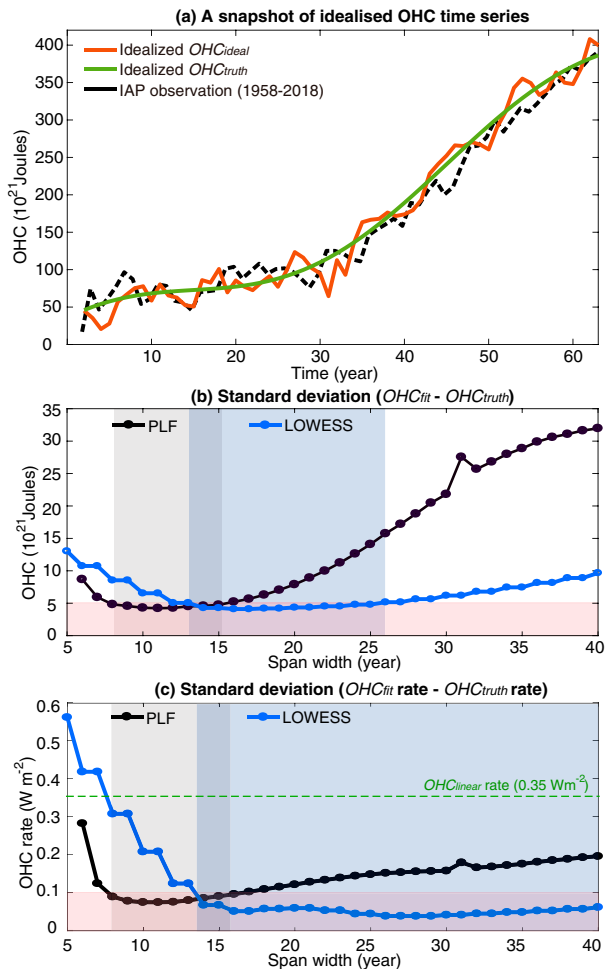 (a) A snapshot of idealised OHC time series
400
350
300
250
200
150
100
50
0
OHC (10²¹Joules)
Idealized OHCideal
Idealized OHCtruth
IAP observation (1958-2018)
10 20 30 40 50 60
Time (year)
(b) Standard deviation (OHCfit - OHCtruth)
35
30
25
20
15
10
5
0
OHC (10²¹Joules)
PLF LOWESS
5 10 15 20 25 30 35 40
Span width (year)
(c) Standard deviation (OHCfit rate - OHCtruth rate)
0.6
0.5
0.4
0.3
0.2
0.1
0
OHC rate (W m⁻²)
PLF LOWESS
OHClinear rate (0.35 Wm⁻²)
5 10 15 20 25 30 35 40
Span width (year)